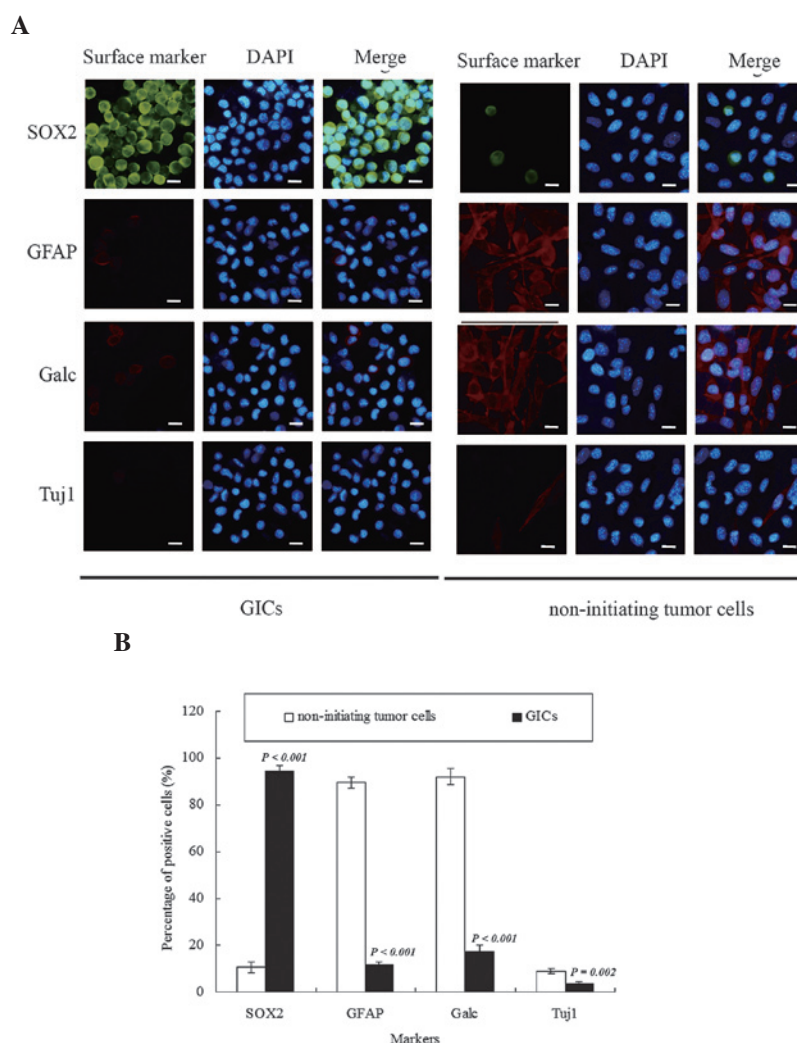 A
Surface marker DAPI Merge Surface marker DAPI Merge
SOX2
GFAP
Galc
Tuj1
GICs non-initiating tumor cells
B
non-initiating tumor cells GICs
Percentage of positive cells (%)
120
100
80
60
40
20
0
P < 0.001
P < 0.001
P < 0.001
P = 0.002
SOX2 GFAP Galc Tuj1
Markers